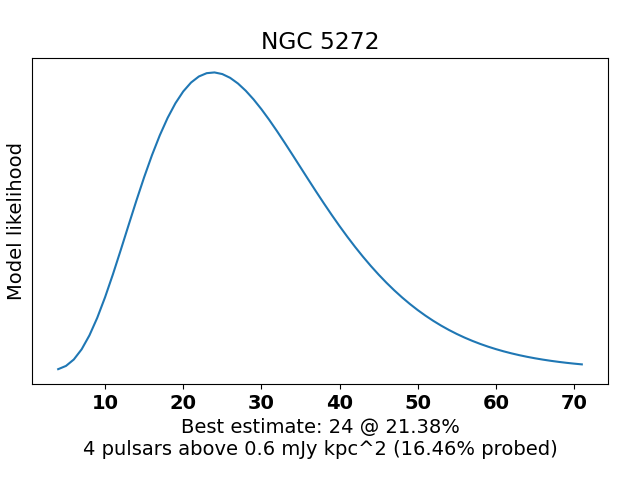 NGC 5272
Model likelihood
10 20 30 40 50 60 70
Best estimate: 24 @ 21.38%
4 pulsars above 0.6 mJy kpc^2 (16.46% probed)